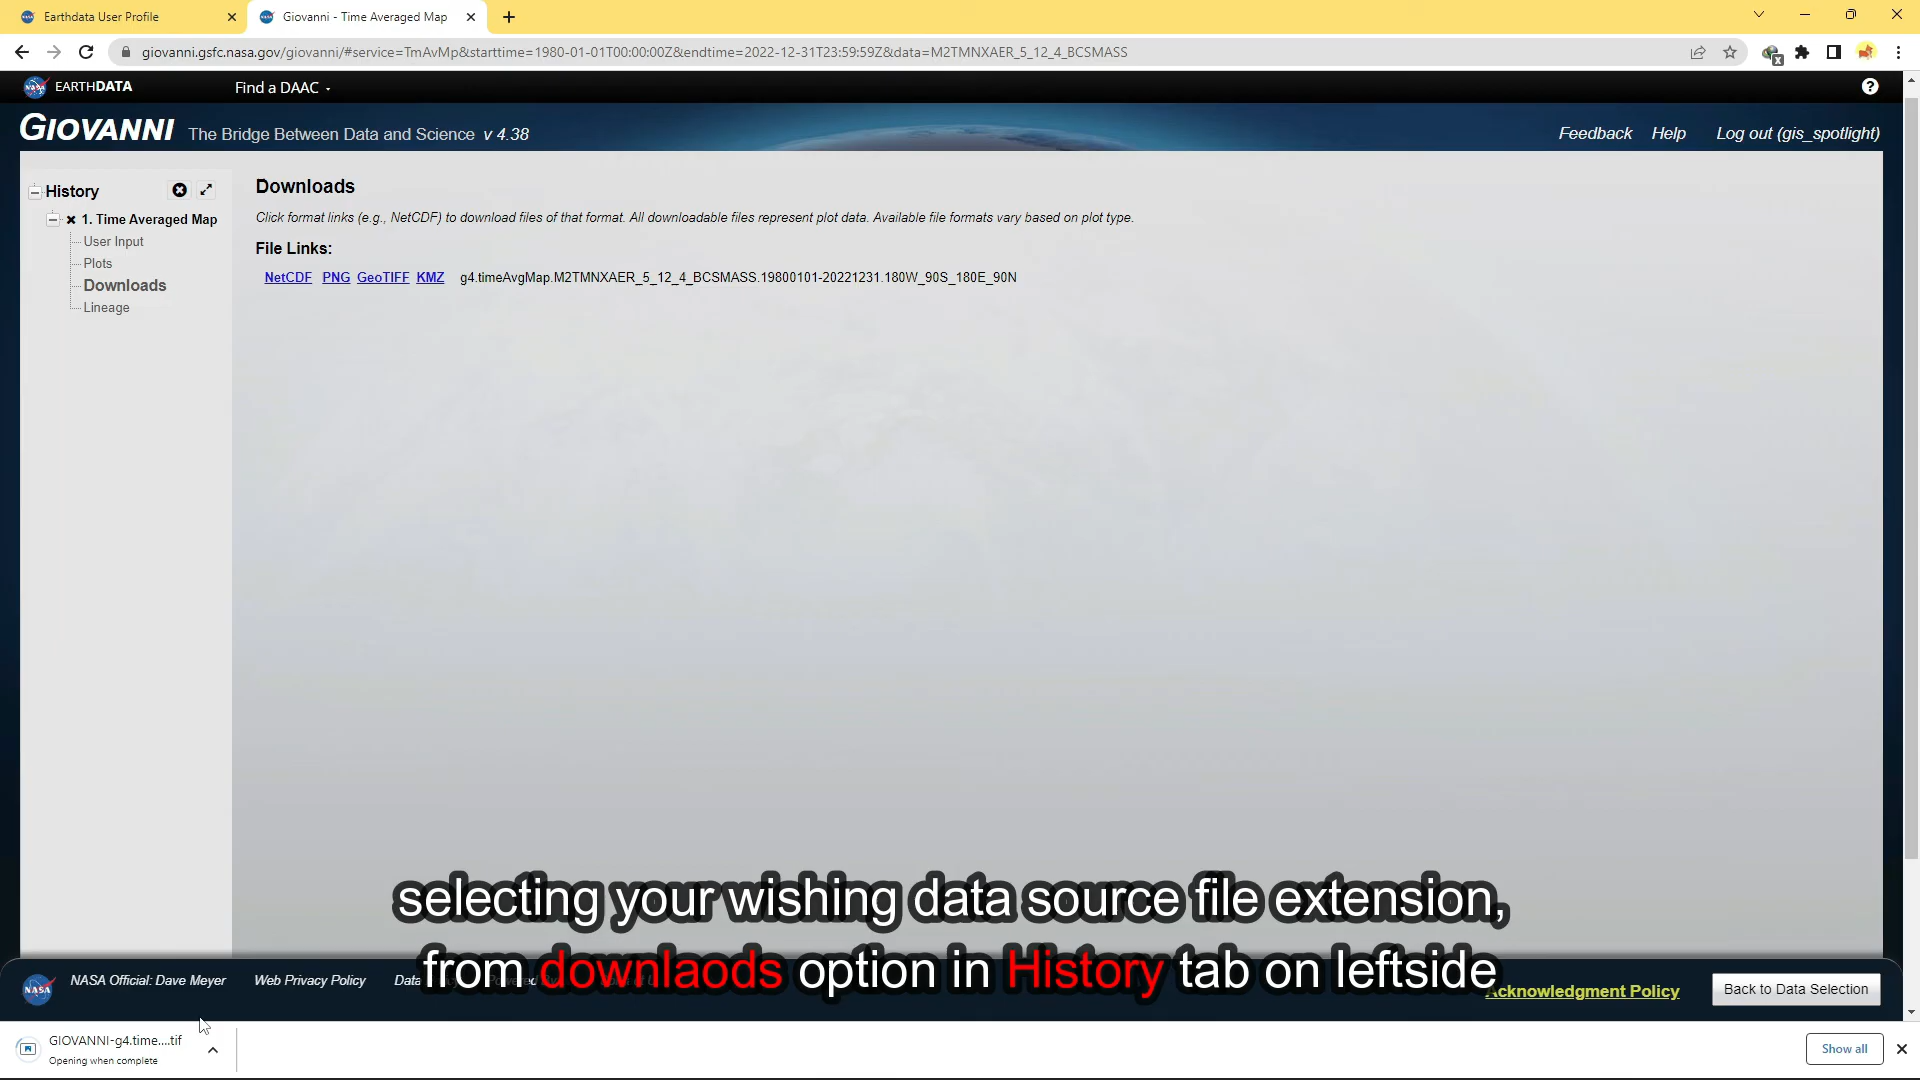 Earthdata User Profile
Giovanni - Time Averaged Map
giovanni.gsfc.nasa.gov/giovanni/#service=TmAvMp&starttime=1980-01-01T00:00:00Z&endtime=2022-12-31T23:59:59Z&data=M2TMNXAER_5_12_4_BCSMASS
EARTHDATA
Find a DAAC
GIOVANNI The Bridge Between Data and Science v 4.38
Feedback Help Log out (gis_spotlight)
History
1. Time Averaged Map
User Input
Plots
Downloads
Lineage
Downloads
Click format links (e.g., NetCDF) to download files of that format. All downloadable files represent plot data. Available file formats vary based on plot type.
File Links:
NetCDF PNG GeoTIFF KMZ g4.timeAvgMap.M2TMNXAER_5_12_4_BCSMASS.19800101-20221231.180W_90S_180E_90N
selecting your wishing data source file extension,
from downlaods option in History tab on leftside
NASA Official: Dave Meyer Web Privacy Policy Data
Acknowledgment Policy
Back to Data Selection
GIOVANNI-g4.time....tif
Opening when complete
Show all